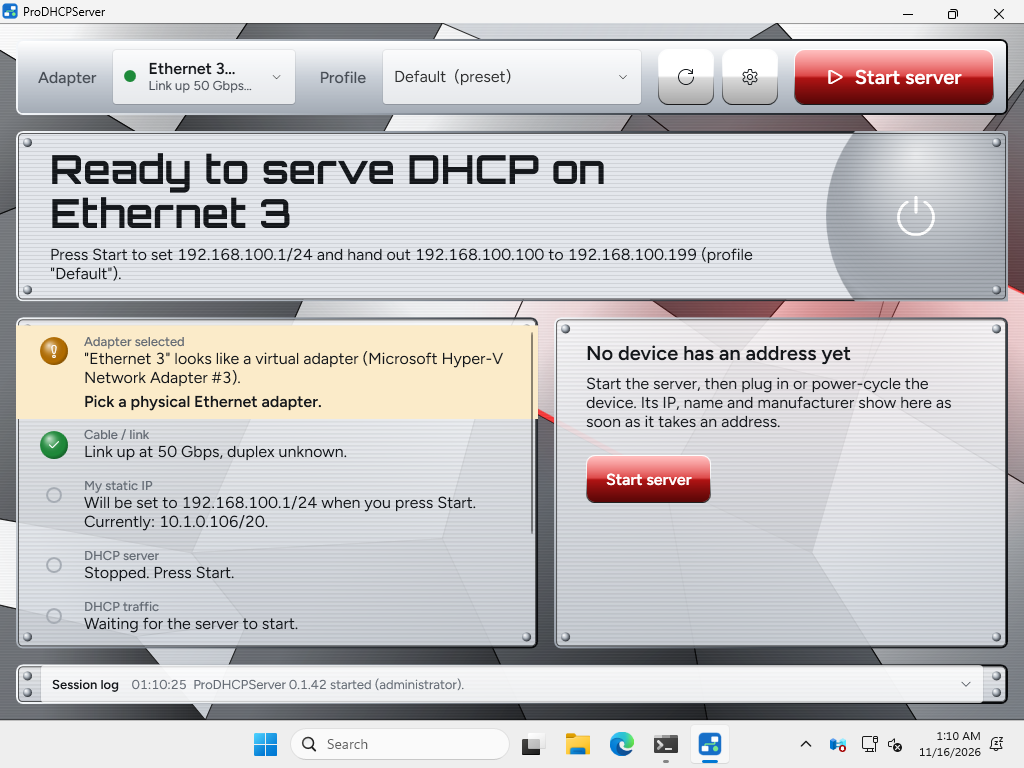 ProDHCPServer
Adapter
Ethernet 3...
Link up 50 Gbps...
Profile
Default (preset)
Start server
Ready to serve DHCP on
Ethernet 3
Press Start to set 192.168.100.1/24 and hand out 192.168.100.100 to 192.168.100.199 (profile
"Default").
Adapter selected
"Ethernet 3" looks like a virtual adapter (Microsoft Hyper-V
Network Adapter #3).
Pick a physical Ethernet adapter.
Cable / link
Link up at 50 Gbps, duplex unknown.
My static IP
Will be set to 192.168.100.1/24 when you press Start.
Currently: 10.1.0.106/20.
DHCP server
Stopped. Press Start.
DHCP traffic
Waiting for the server to start.
No device has an address yet
Start the server, then plug in or power-cycle the
device. Its IP, name and manufacturer show here as
soon as it takes an address.
Start server
Session log 01:10:25 ProDHCPServer 0.1.42 started (administrator).
Search
1:10 AM
11/16/2026